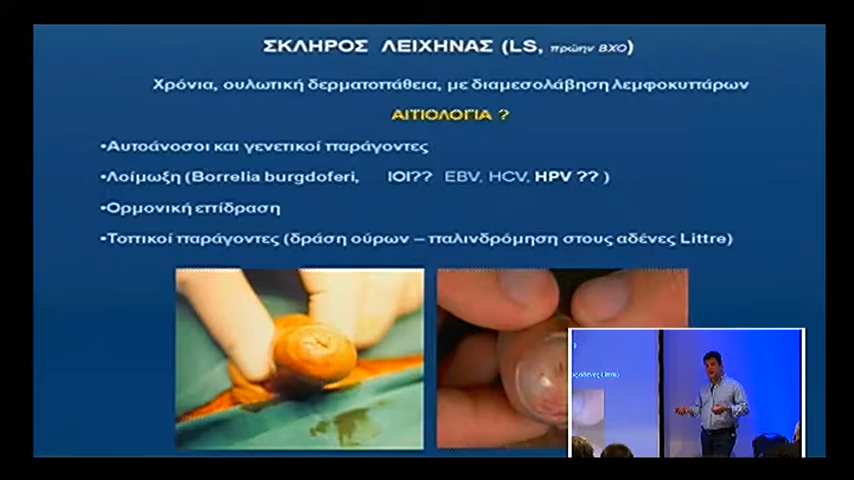 ΣΚΛΗΡΟΣ ΛΕΙΧΗΝΑΣ (LS, πρώην ΒΧΟ)
Χρόνια, ουλωτική δερματοπάθεια, με διαμεσολάβηση λεμφοκυττάρων
ΑΙΤΙΟΛΟΓΙΑ ?
•Αυτοάνοσοι και γενετικοί παράγοντες
•Λοίμωξη (Borrelia burgdoferi, ΙΟΙ?? EBV, HCV, HPV ?? )
•Ορμονική επίδραση
•Τοπικοί παράγοντες (δράση ούρων – παλινδρόμηση στους αδένες Littre)